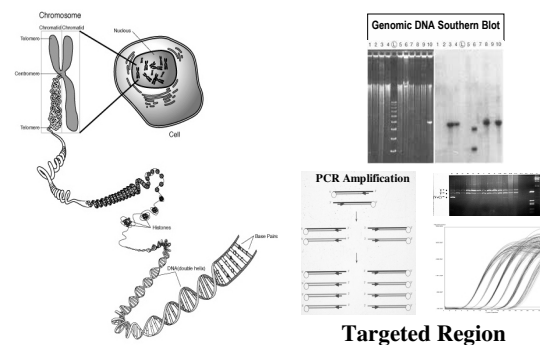 Chromosome
Chromatid Chromatid
Telomere
Centromere
Telomere
Nucleus
Cell
Histones
Base Pairs
DNA(double helix)
Genomic DNA Southern Blot
1 2 3 4 L 5 6 7 8 9 10 1 2 3 4 L 5 6 7 8 9 10
PCR Amplification
Targeted Region